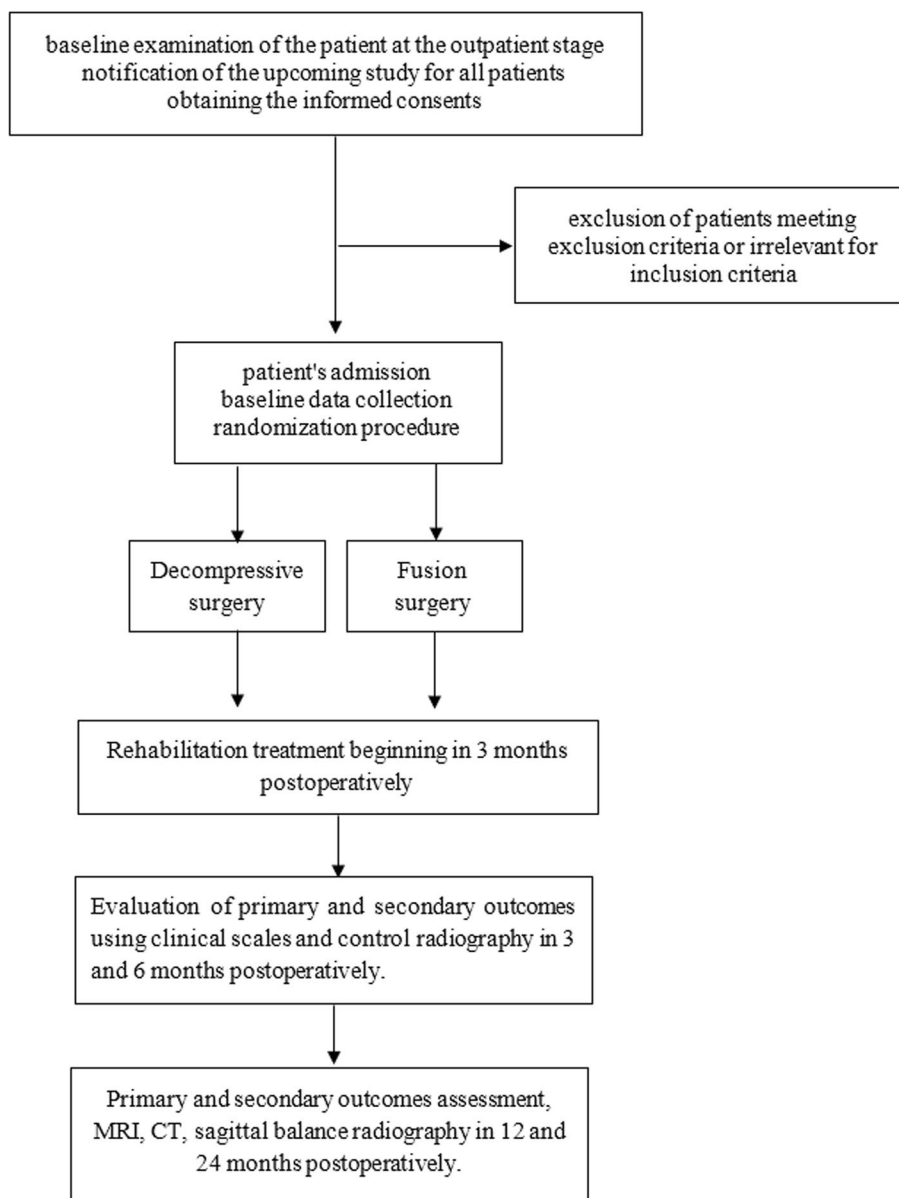 baseline examination of the patient at the outpatient stage
notification of the upcoming study for all patients
obtaining the informed consents
exclusion of patients meeting
exclusion criteria or irrelevant for
inclusion criteria
patient's admission
baseline data collection
randomization procedure
Decompressive
surgery
Fusion
surgery
Rehabilitation treatment beginning in 3 months
postoperatively
Evaluation of primary and secondary outcomes
using clinical scales and control radiography in 3
and 6 months postoperatively.
Primary and secondary outcomes assessment,
MRI, CT, sagittal balance radiography in 12 and
24 months postoperatively.